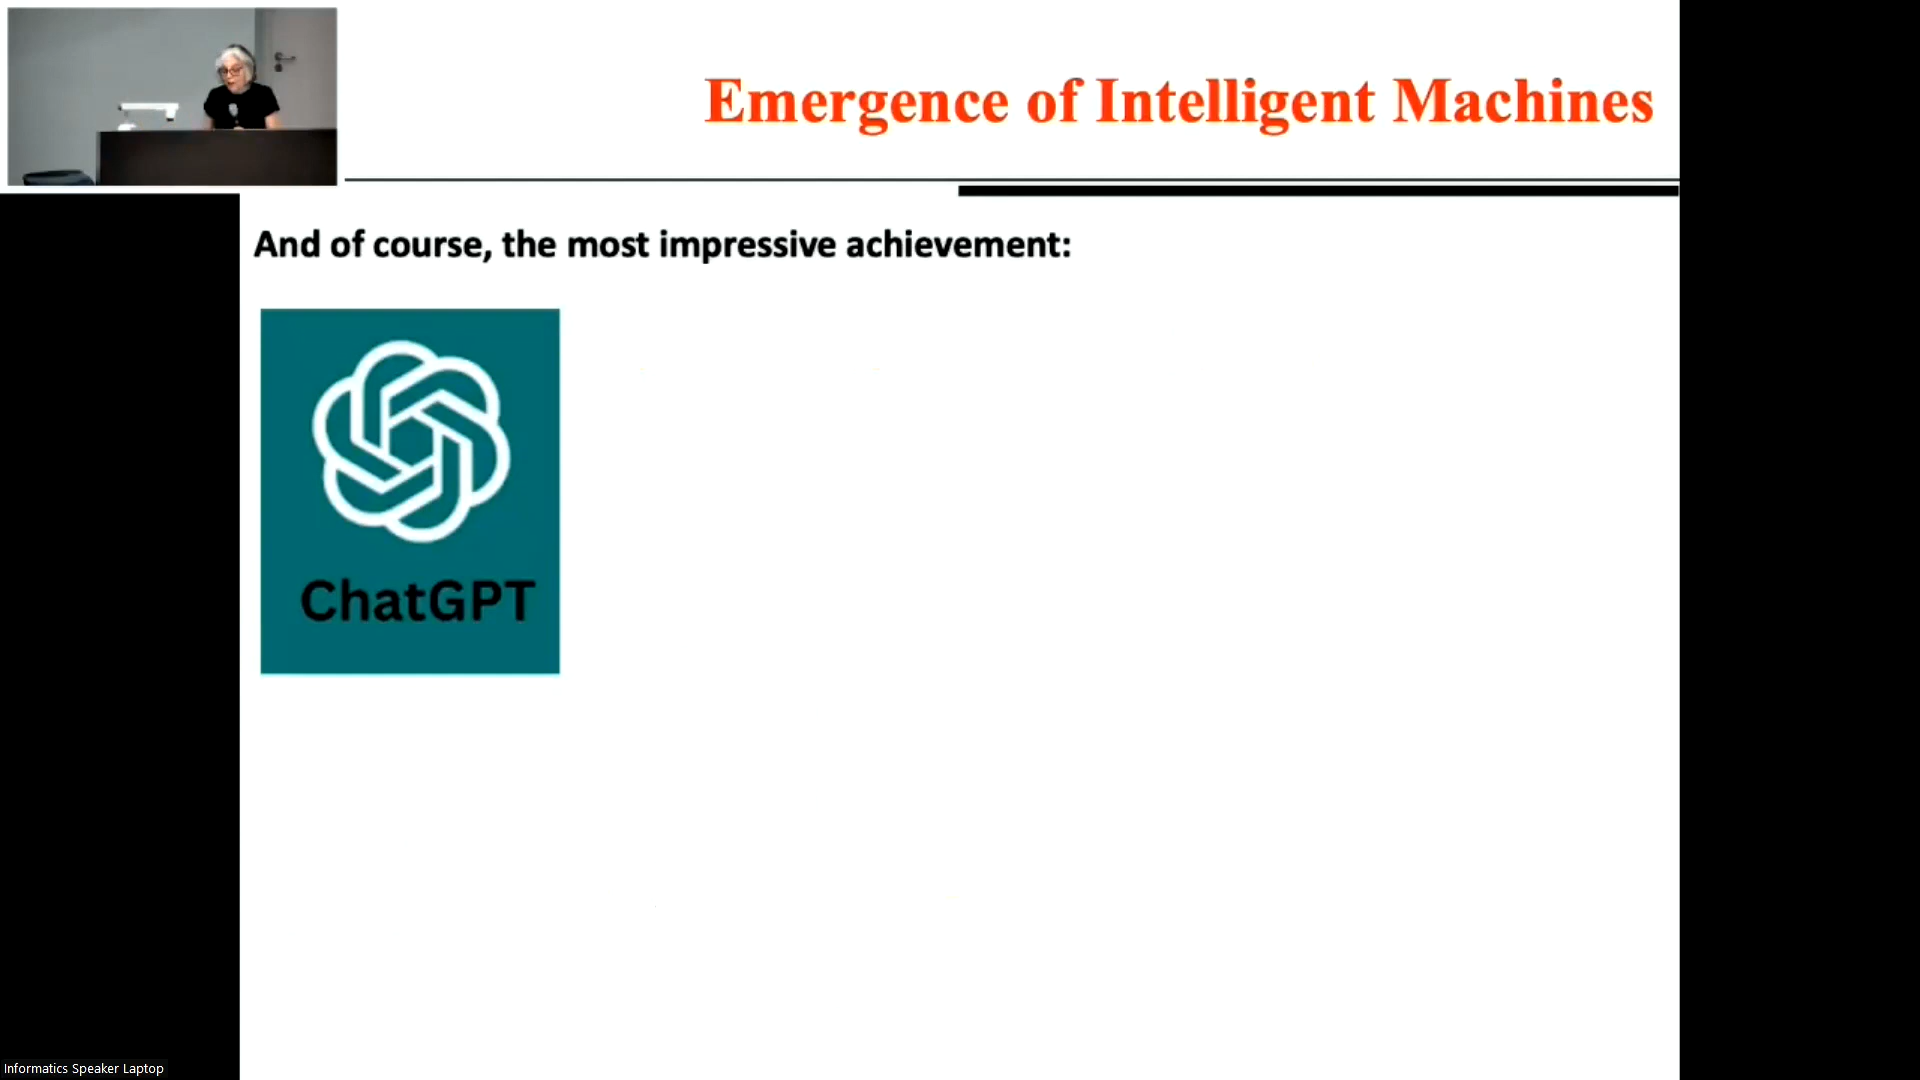 Emergence of Intelligent Machines
And of course, the most impressive achievement:
ChatGPT
Informatics Speaker Laptop